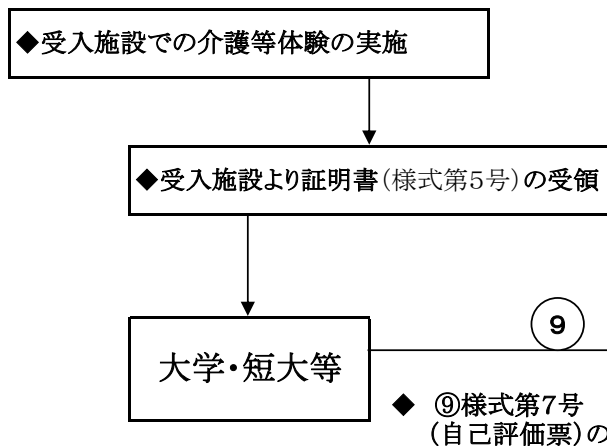 ◆受入施設での介護等体験の実施
◆受入施設より証明書(様式第5号)の受領
9
大学・短大等
◆ ⑨様式第7号
(自己評価票)の